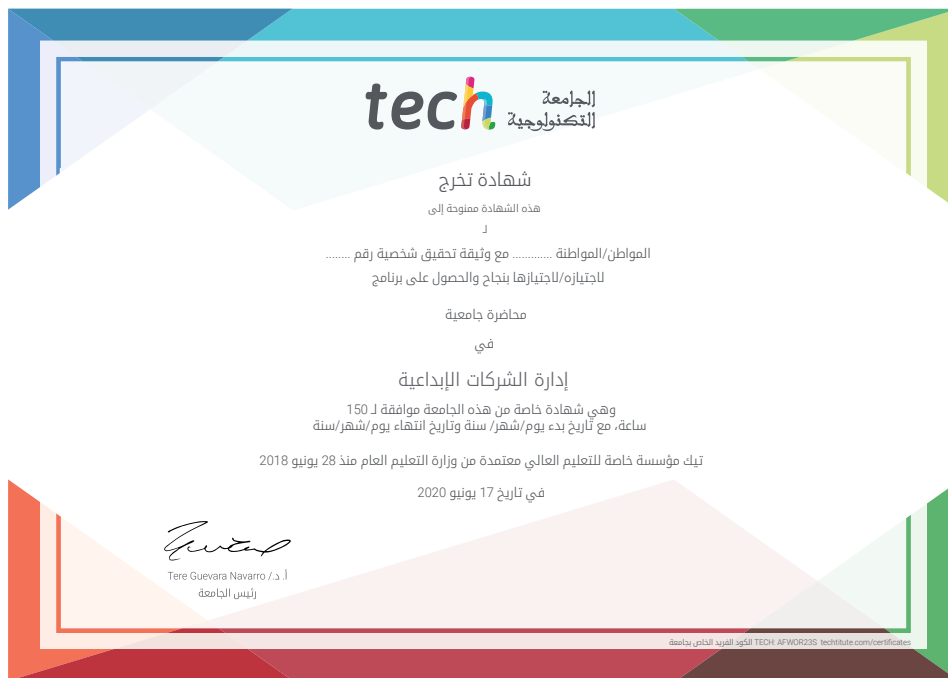 tech الجامعة
التكنولوجية
شهادة تخرج
هذه الشهادة ممنوحة إلى
لـ
المواطن/المواطنة ............ مع وثيقة تحقيق شخصية رقم ........
لاجتيازه/لاجتيازها بنجاح والحصول على برنامج
محاضرة جامعية
في
إدارة الشركات الإبداعية
وهي شهادة خاصة من هذه الجامعة موافقة لـ 150
ساعة، مع تاريخ بدء يوم/شهر/ سنة وتاريخ انتهاء يوم/شهر/سنة
تيك مؤسسة خاصة للتعليم العالي معتمدة من وزارة التعليم العام منذ 28 يونيو 2018
في تاريخ 17 يونيو 2020
أ. د./ Tere Guevara Navarro
رئيس الجامعة
الكود الفريد الخاص بجامعة TECH: AFWOR23S techtitute.com/certificates